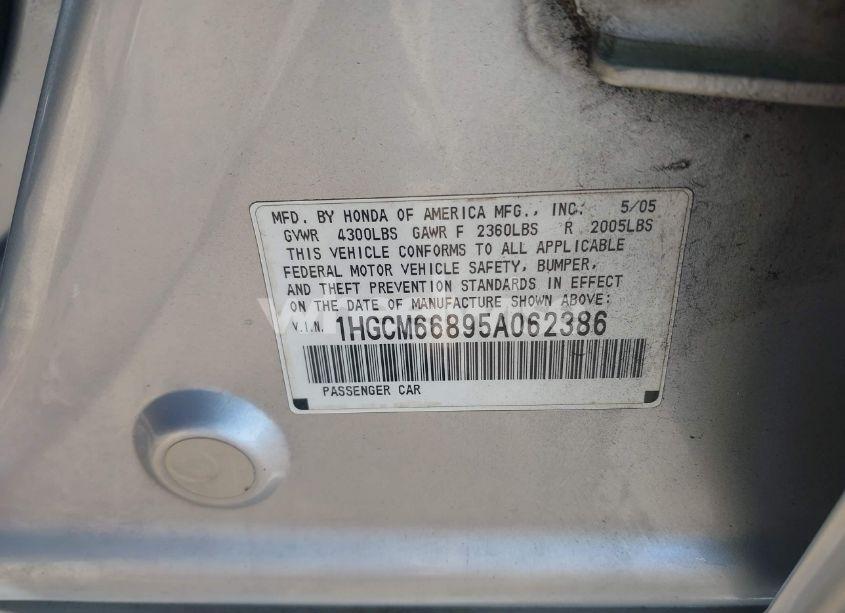 MFD. BY HONDA OF AMERICA MFG., INC. 5/05
GVWR 4300LBS GAWR F 2360LBS R 2005LBS
THIS VEHICLE CONFORMS TO ALL APPLICABLE
FEDERAL MOTOR VEHICLE SAFETY, BUMPER,
AND THEFT PREVENTION STANDARDS IN EFFECT
ON THE DATE OF MANUFACTURE SHOWN ABOVE:
V.I.N. 1HGCM66895A062386
PASSENGER CAR